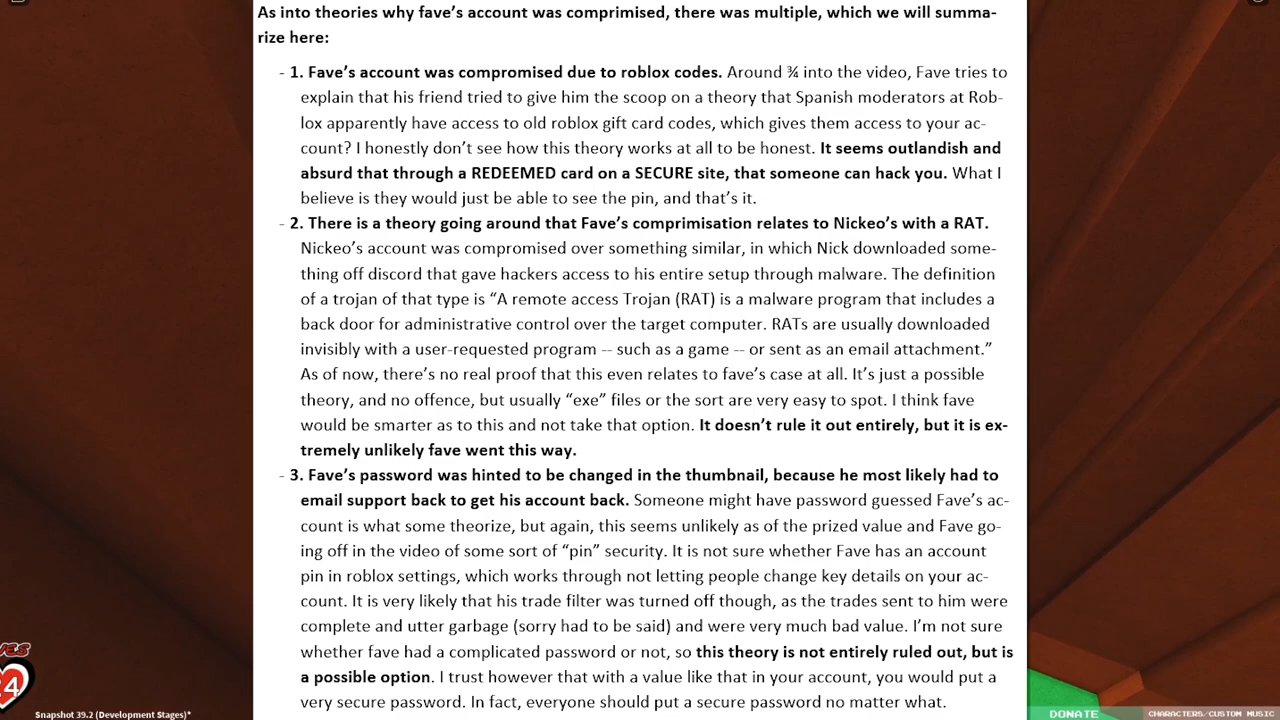 As into theories why fave’s account was comprimised, there was multiple, which we will summa-
rize here:
- 1. Fave’s account was compromised due to roblox codes. Around ¾ into the video, Fave tries to
explain that his friend tried to give him the scoop on a theory that Spanish moderators at Rob-
lox apparently have access to old roblox gift card codes, which gives them access to your ac-
count? I honestly don’t see how this theory works at all to be honest. It seems outlandish and
absurd that through a REDEEMED card on a SECURE site, that someone can hack you. What I
believe is they would just be able to see the pin, and that’s it.
- 2. There is a theory going around that Fave’s comprimisation relates to Nickeo’s with a RAT.
Nickeo’s account was compromised over something similar, in which Nick downloaded some-
thing off discord that gave hackers access to his entire setup through malware. The definition
of a trojan of that type is “A remote access Trojan (RAT) is a malware program that includes a
back door for administrative control over the target computer. RATs are usually downloaded
invisibly with a user-requested program -- such as a game -- or sent as an email attachment.”
As of now, there’s no real proof that this even relates to fave’s case at all. It’s just a possible
theory, and no offence, but usually “exe” files or the sort are very easy to spot. I think fave
would be smarter as to this and not take that option. It doesn’t rule it out entirely, but it is ex-
tremely unlikely fave went this way.
- 3. Fave’s password was hinted to be changed in the thumbnail, because he most likely had to
email support back to get his account back. Someone might have password guessed Fave’s ac-
count is what some theorize, but again, this seems unlikely as of the prized value and Fave go-
ing off in the video of some sort of “pin” security. It is not sure whether Fave has an account
pin in roblox settings, which works through not letting people change key details on your ac-
count. It is very likely that his trade filter was turned off though, as the trades sent to him were
complete and utter garbage (sorry had to be said) and were very much bad value. I’m not sure
whether fave had a complicated password or not, so this theory is not entirely ruled out, but is
a possible option. I trust however that with a value like that in your account, you would put a
very secure password. In fact, everyone should put a secure password no matter what.
Snapshot 39.2 (Development Stages)*
DONATE
CHARACTERS/CUSTOM MUSIC